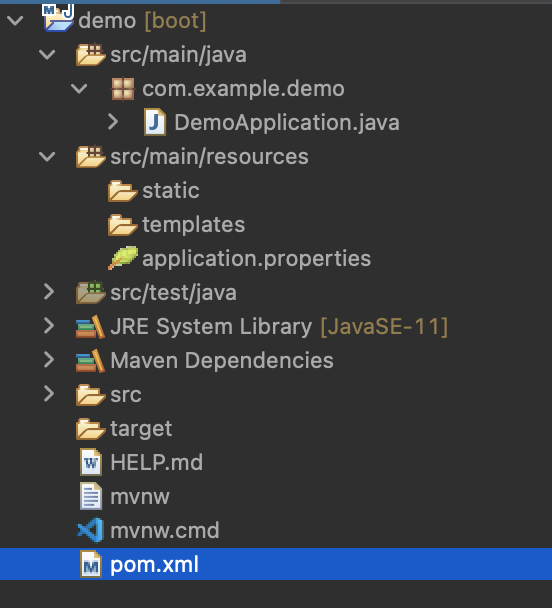 demo [boot]
src/main/java
com.example.demo
DemoApplication.java
src/main/resources
static
templates
application.properties
src/test/java
JRE System Library [JavaSE-11]
Maven Dependencies
src
target
HELP.md
mvnw
mvnw.cmd
pom.xml